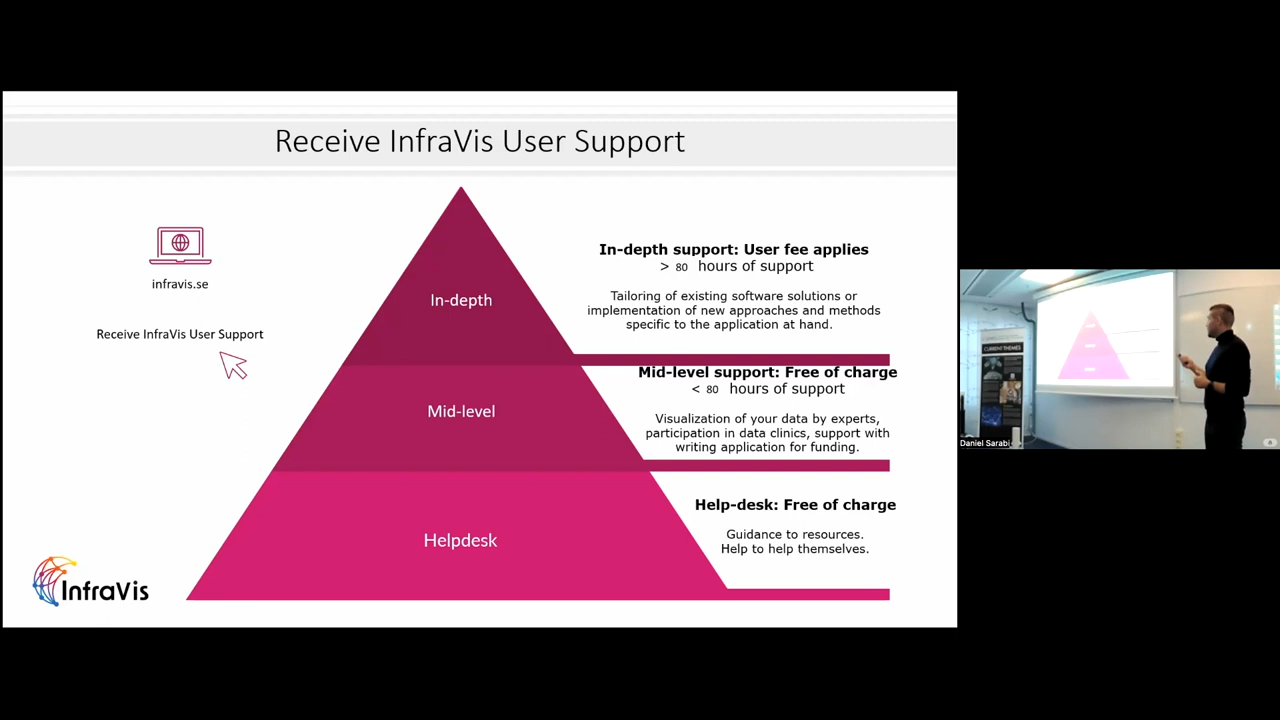 Receive InfraVis User Support
infravis.se
Receive InfraVis User Support
InfraVis
In-depth
Mid-level
Helpdesk
In-depth support: User fee applies
> 80 hours of support
Tailoring of existing software solutions or
implementation of new approaches and methods
specific to the application at hand.
Mid-level support: Free of charge
< 80 hours of support
Visualization of your data by experts,
participation in data clinics, support with
writing application for funding.
Help-desk: Free of charge
Guidance to resources.
Help to help themselves.
CURRENT THEMES
Daniel Sarabi